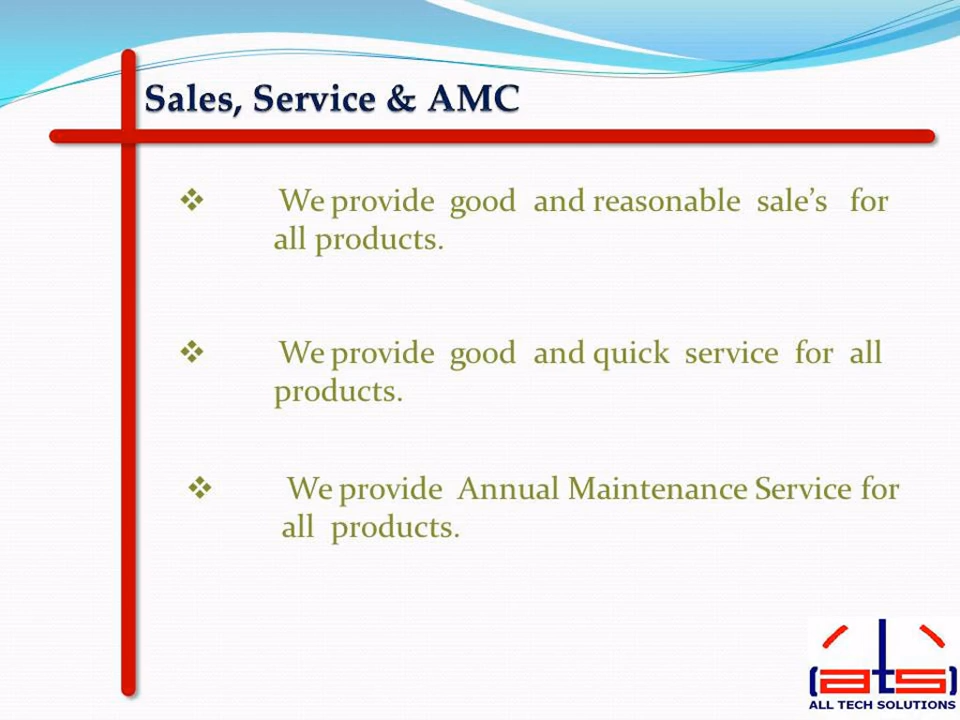 Sales, Service & AMC
❖ We provide good and reasonable sale’s for
all products.
❖ We provide good and quick service for all
products.
❖ We provide Annual Maintenance Service for
all products.
(ats)
ALL TECH SOLUTIONS